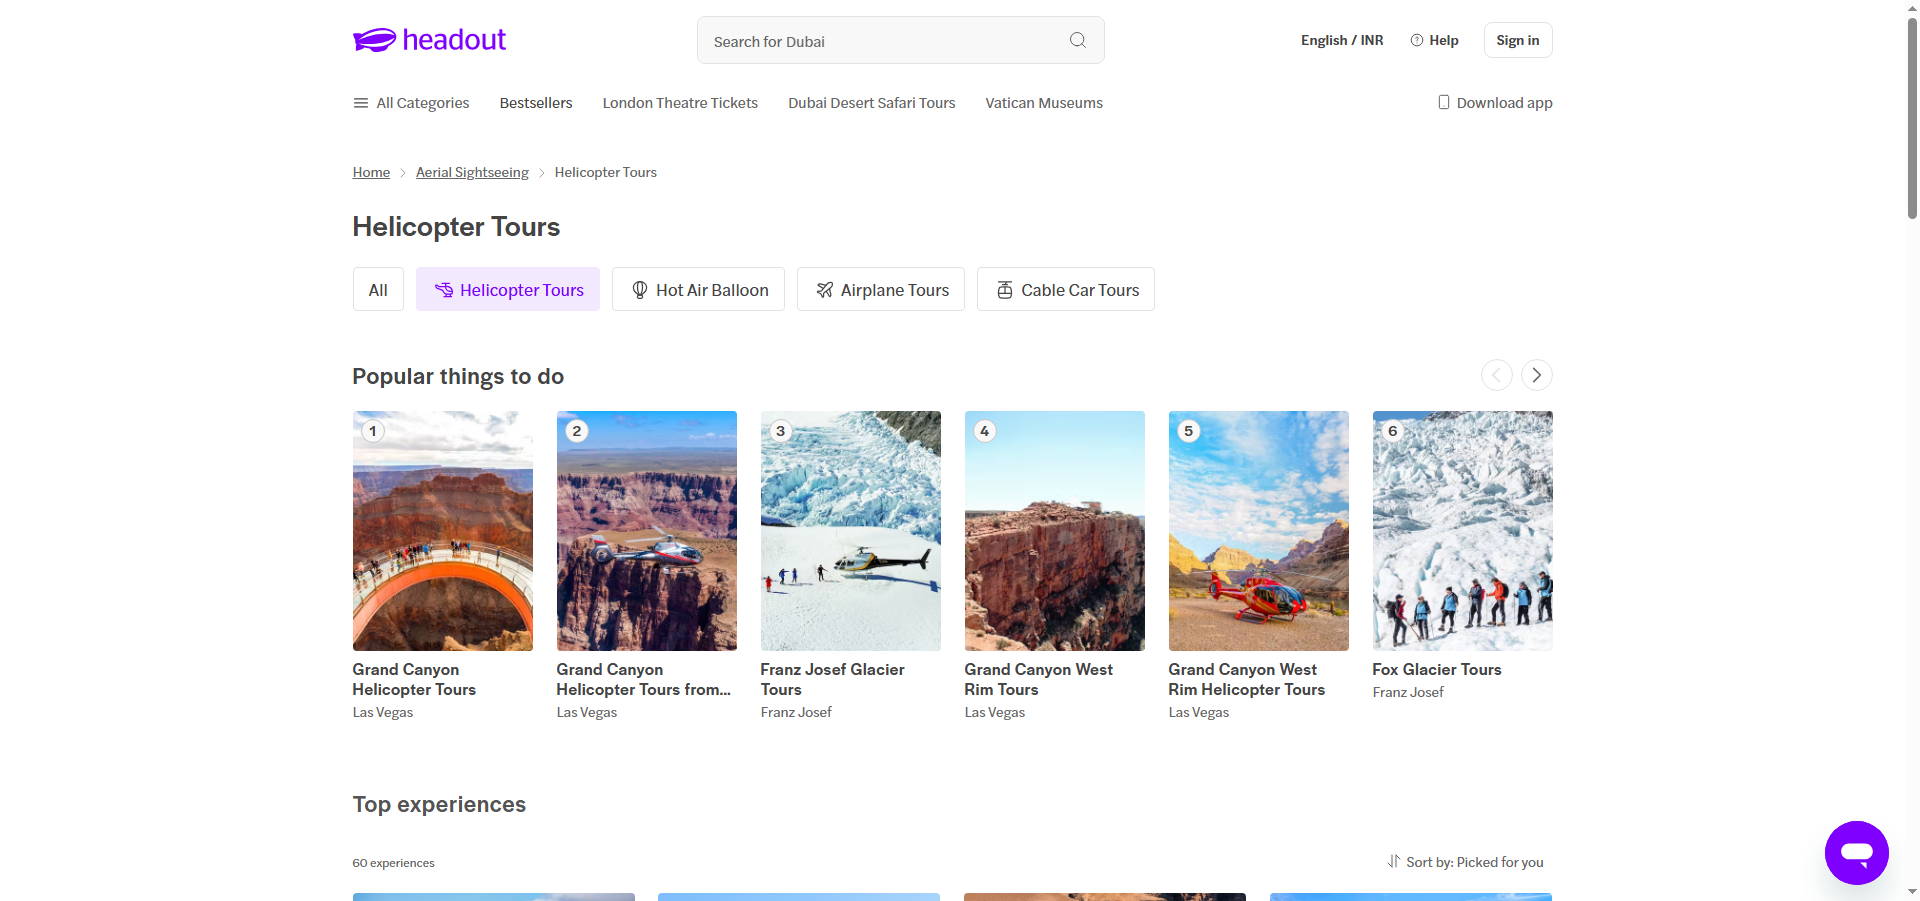 headout
Search for Dubai
English / INR
Help
Sign in
All Categories
Bestsellers
London Theatre Tickets
Dubai Desert Safari Tours
Vatican Museums
Download app
Home
Aerial Sightseeing
Helicopter Tours
Helicopter Tours
All
Helicopter Tours
Hot Air Balloon
Airplane Tours
Cable Car Tours
Popular things to do
1
2
3
4
5
6
Grand Canyon
Helicopter Tours
Las Vegas
Grand Canyon
Helicopter Tours from...
Las Vegas
Franz Josef Glacier
Tours
Franz Josef
Grand Canyon West
Rim Tours
Las Vegas
Grand Canyon West
Rim Helicopter Tours
Las Vegas
Fox Glacier Tours
Franz Josef
Top experiences
60 experiences
Sort by: Picked for you